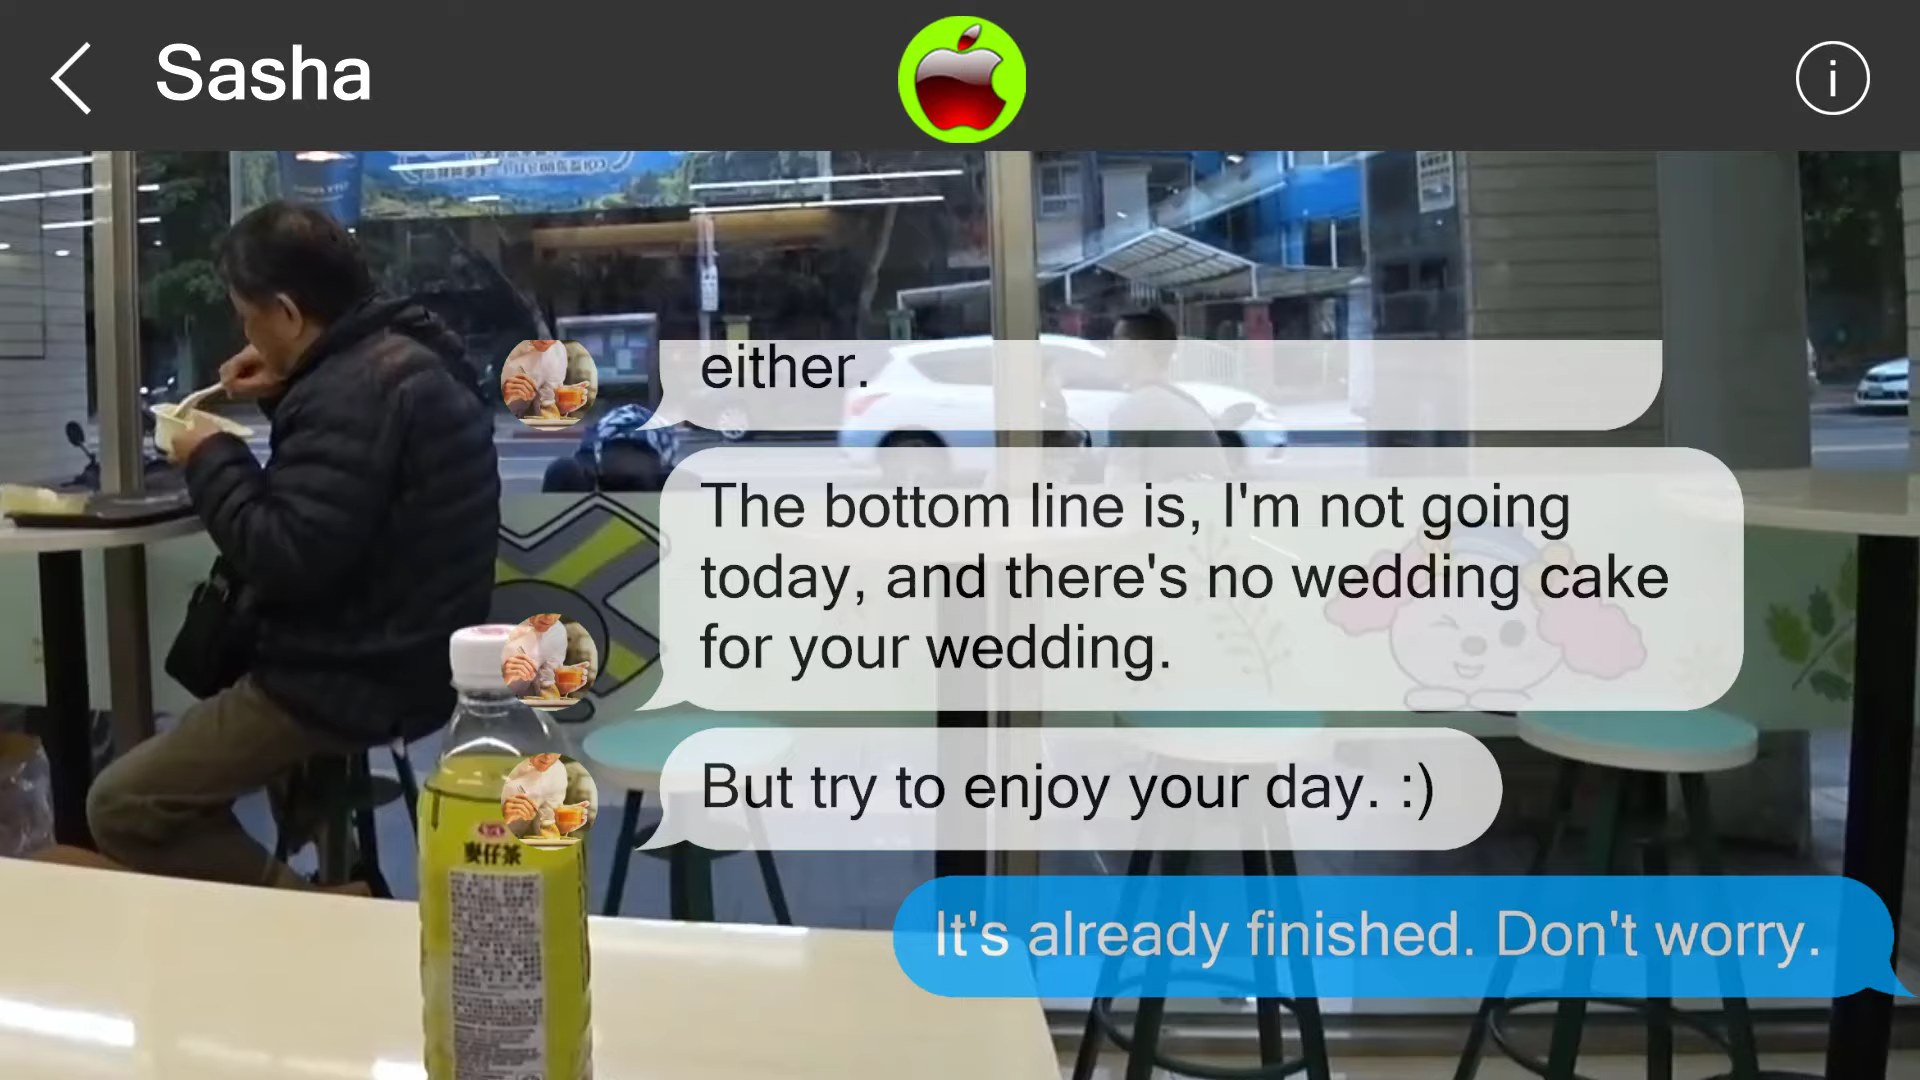 Sasha
i
either.
The bottom line is, I'm not going
today, and there's no wedding cake
for your wedding.
But try to enjoy your day. :)
It's already finished. Don't worry.
麥仔茶